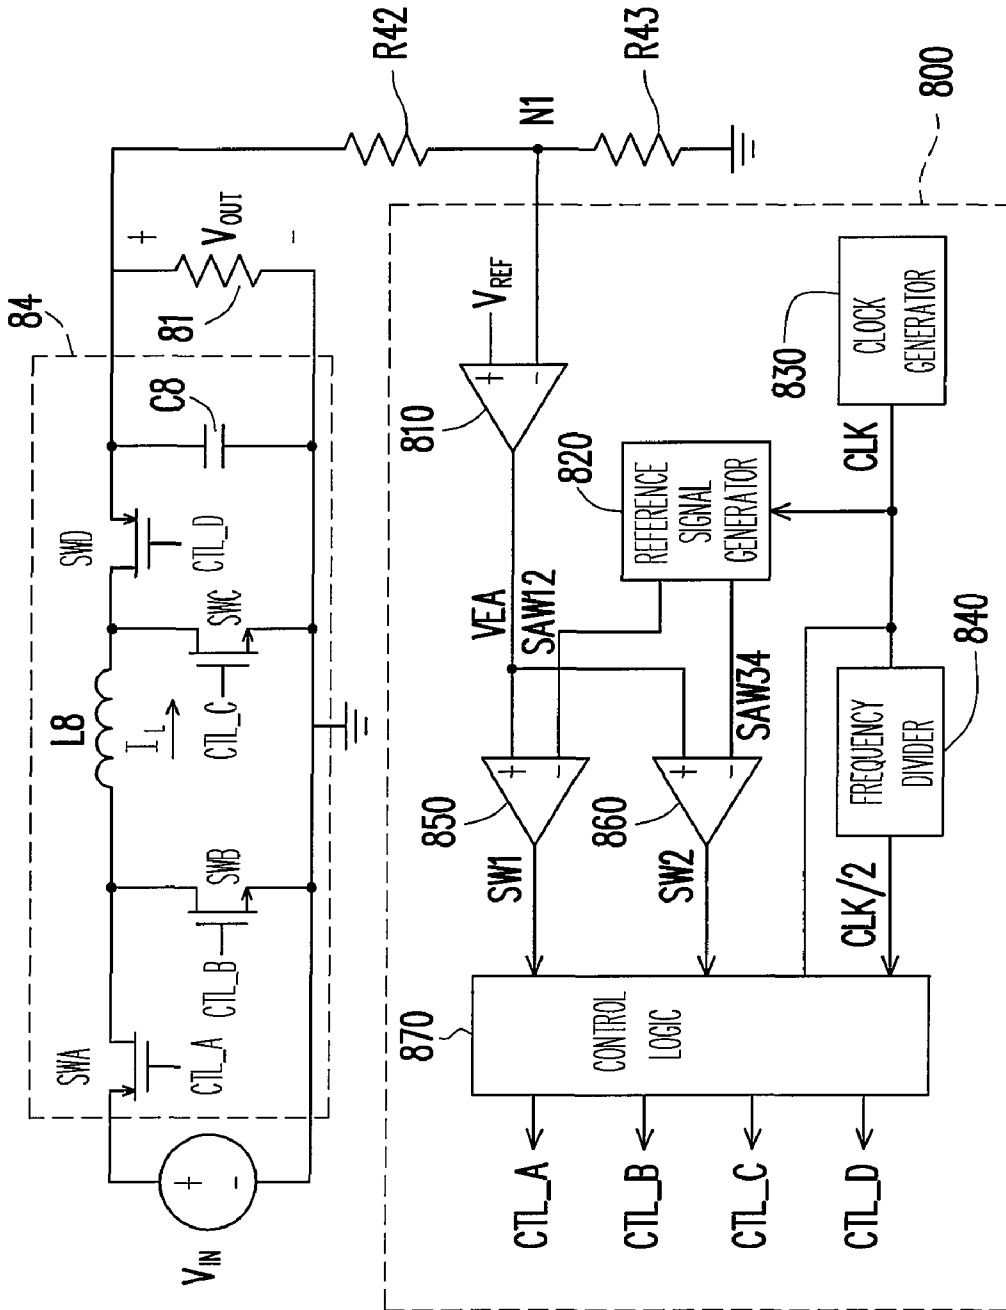 84
SWA
CTL_A
SWB
CTL_B
L8
I_L
SWC
CTL_C
SWD
CTL_D
C8
81
+
V_OUT
-
V_IN
+
-
R42
N1
R43
800
810
+
-
V_REF
VEA
SAW12
SAW34
820
REFERENCE
SIGNAL
GENERATOR
830
CLOCK
GENERATOR
CLK
840
FREQUENCY
DIVIDER
CLK/2
850
+
-
SW1
860
+
-
SW2
870
CONTROL
LOGIC
CTL_A
CTL_B
CTL_C
CTL_D